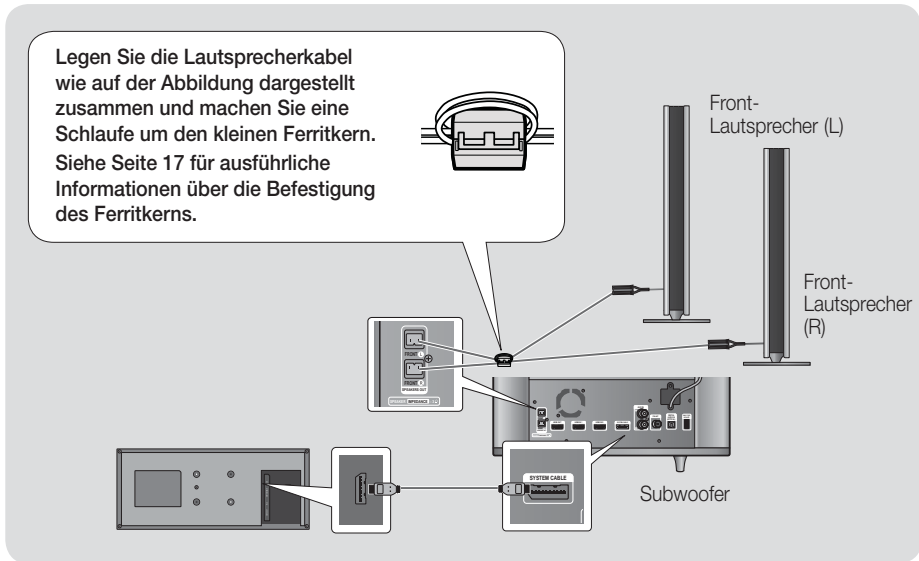 Legen Sie die Lautsprecherkabel
wie auf der Abbildung dargestellt
zusammen und machen Sie eine
Schlaufe um den kleinen Ferritkern.
Siehe Seite 17 für ausführliche
Informationen über die Befestigung
des Ferritkerns.
Front-
Lautsprecher (L)
Front-
Lautsprecher
(R)
FRONT L
FRONT R
SPEAKERS OUT
SPEAKER IMPEDANCE
SYSTEM CABLE
Subwoofer